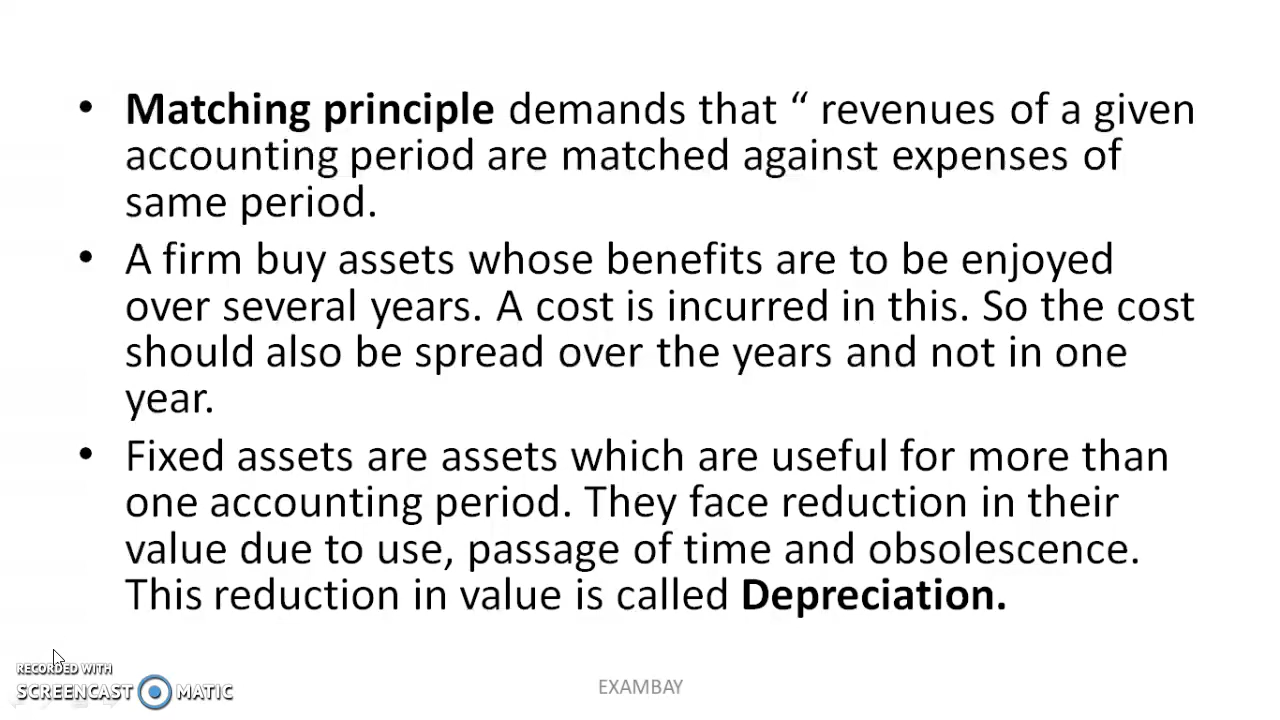 • Matching principle demands that “ revenues of a given
accounting period are matched against expenses of
same period.
• A firm buy assets whose benefits are to be enjoyed
over several years. A cost is incurred in this. So the cost
should also be spread over the years and not in one
year.
• Fixed assets are assets which are useful for more than
one accounting period. They face reduction in their
value due to use, passage of time and obsolescence.
This reduction in value is called Depreciation.
RECORDED WITH
SCREENCAST MATIC
EXAMBAY